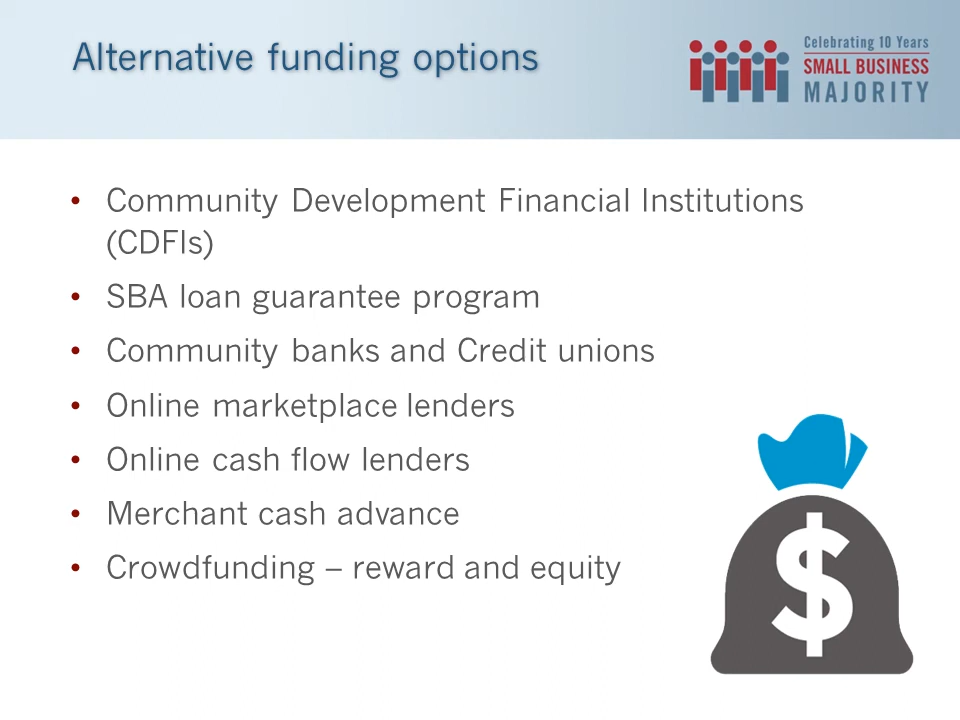 Alternative funding options
Celebrating 10 Years
SMALL BUSINESS
MAJORITY
• Community Development Financial Institutions
(CDFIs)
• SBA loan guarantee program
• Community banks and Credit unions
• Online marketplace lenders
• Online cash flow lenders
• Merchant cash advance
• Crowdfunding – reward and equity
$